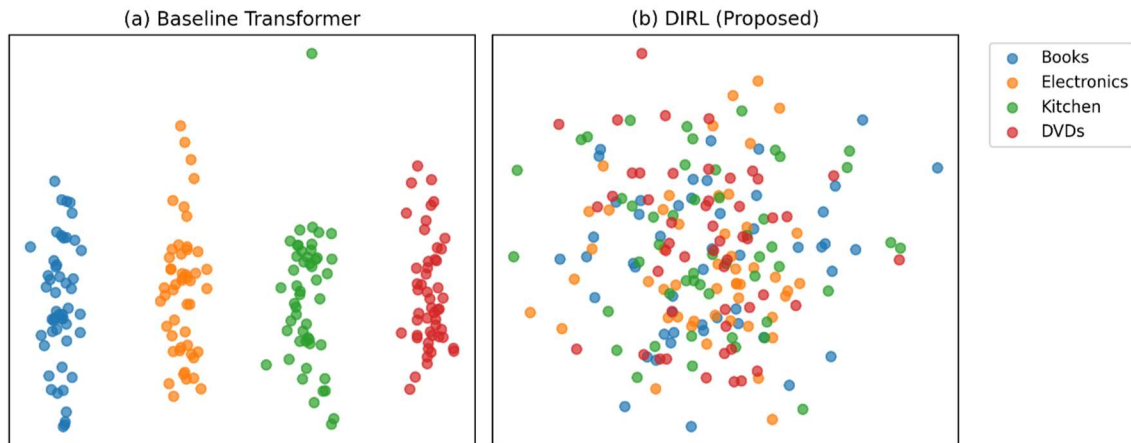 (a) Baseline Transformer
(b) DIRL (Proposed)
Books
Electronics
Kitchen
DVDs